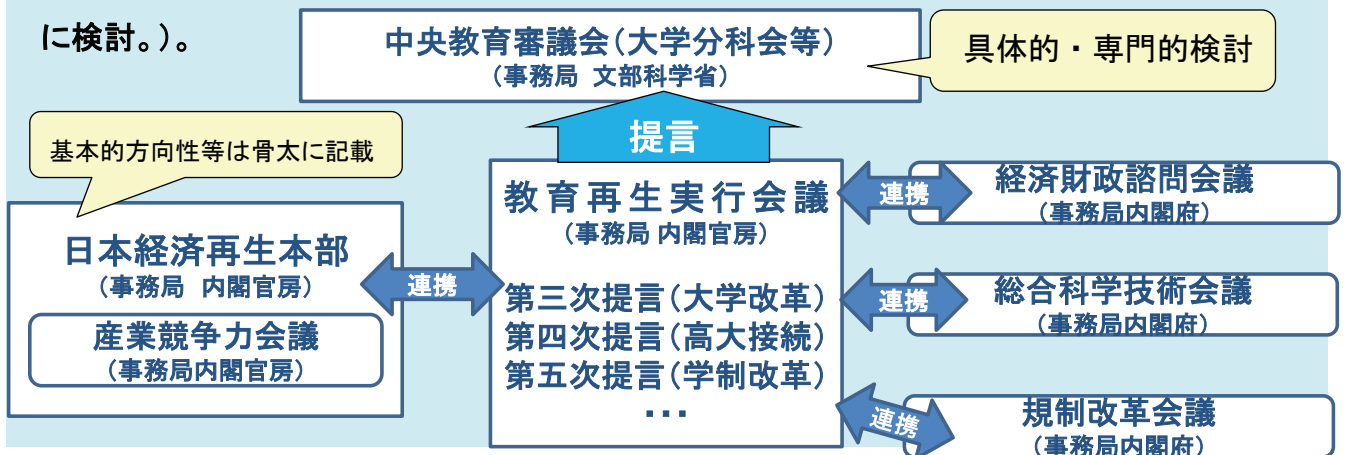 に検討。)。
中央教育審議会(大学分科会等)
(事務局 文部科学省)
具体的・専門的検討
基本的方向性等は骨太に記載
提言
教育再生実行会議
(事務局 内閣官房)
第三次提言(大学改革)
第四次提言(高大接続)
第五次提言(学制改革)
・・・
日本経済再生本部
(事務局 内閣官房)
産業競争力会議
(事務局内閣官房)
連携
連携
経済財政諮問会議
(事務局内閣府)
連携
総合科学技術会議
(事務局内閣府)
連携
規制改革会議
(事務局内閣府)